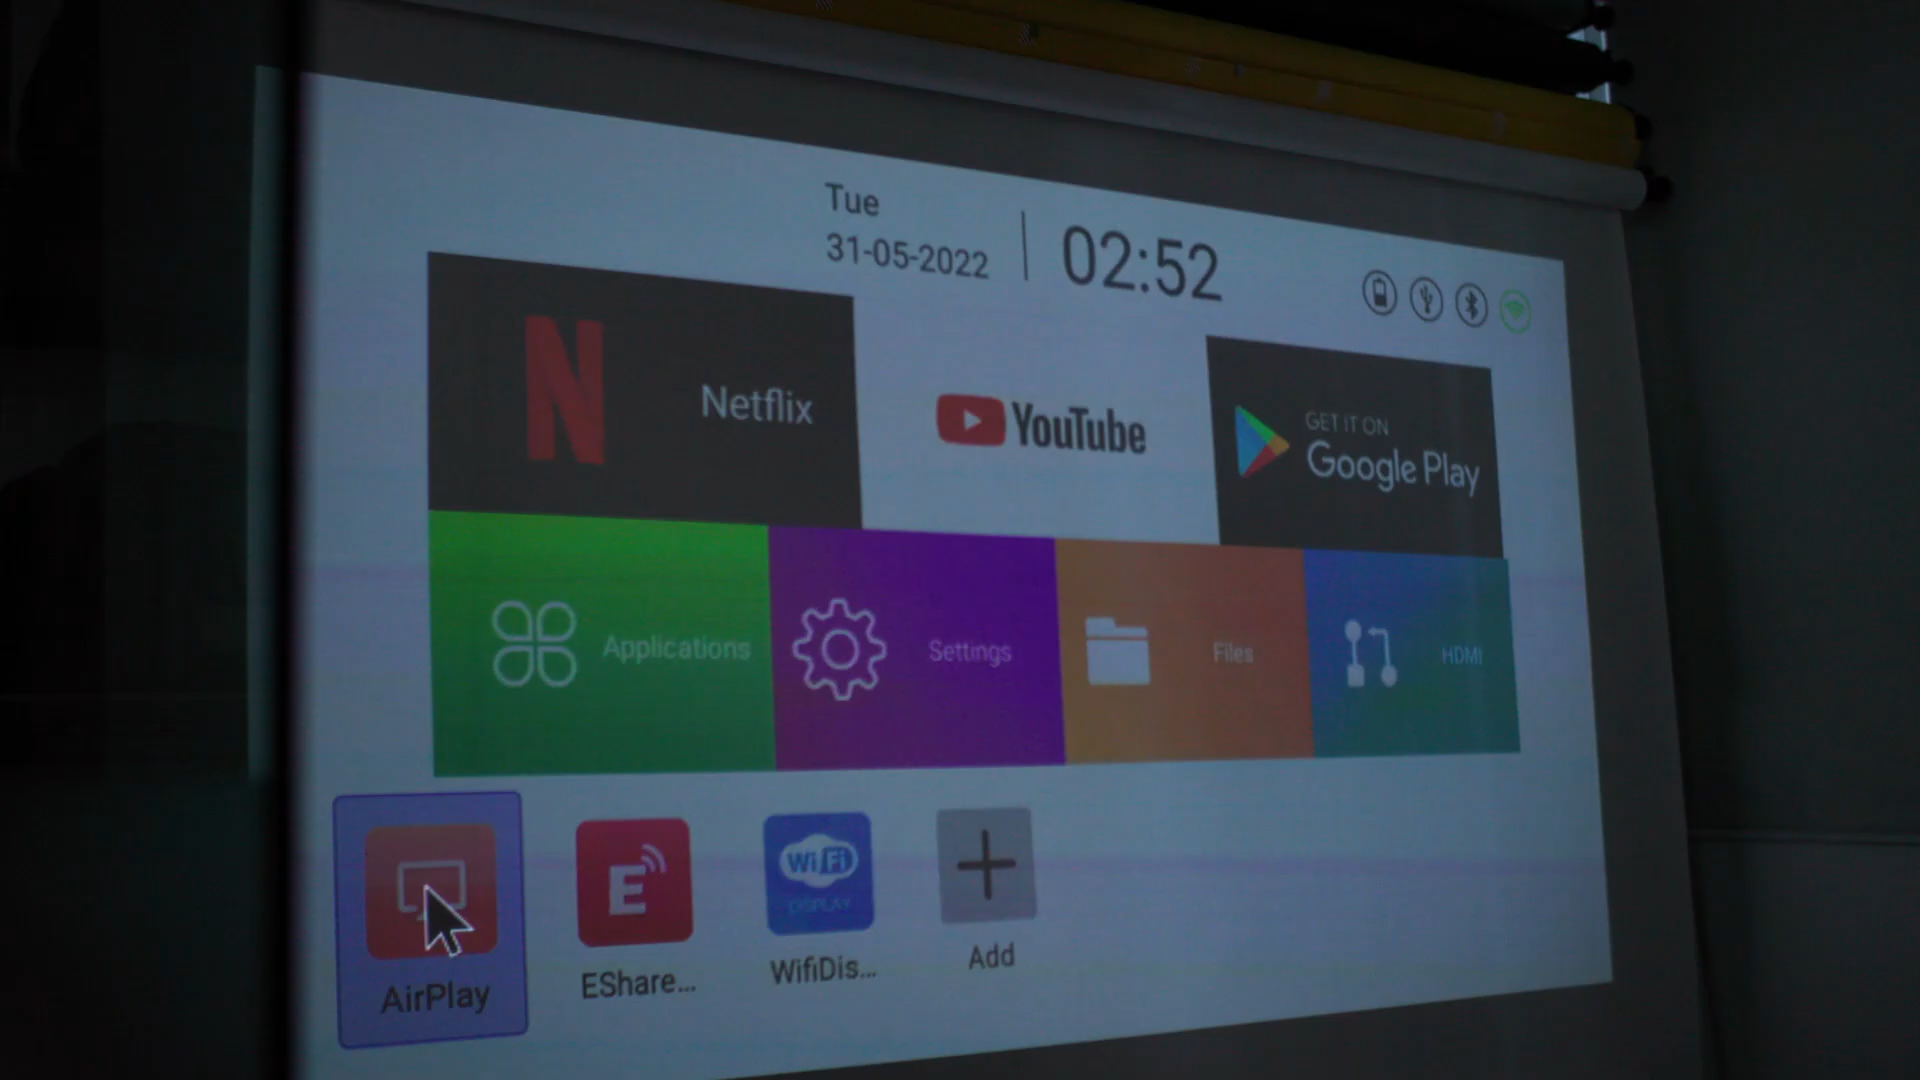 Tue
31-05-2022
02:52
N
Netflix
YouTube
GET IT ON
Google Play
Applications
Settings
Files
HDMI
E
WiFi
DISPLAY
AirPlay
EShare...
WifiDis...
Add